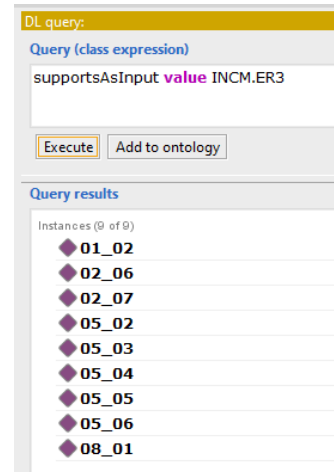 DL query:
Query (class expression)
supportsAsInput value INCM.ER3
Execute Add to ontology
Query results
Instances (9 of 9)
01_02
02_06
02_07
05_02
05_03
05_04
05_05
05_06
08_01